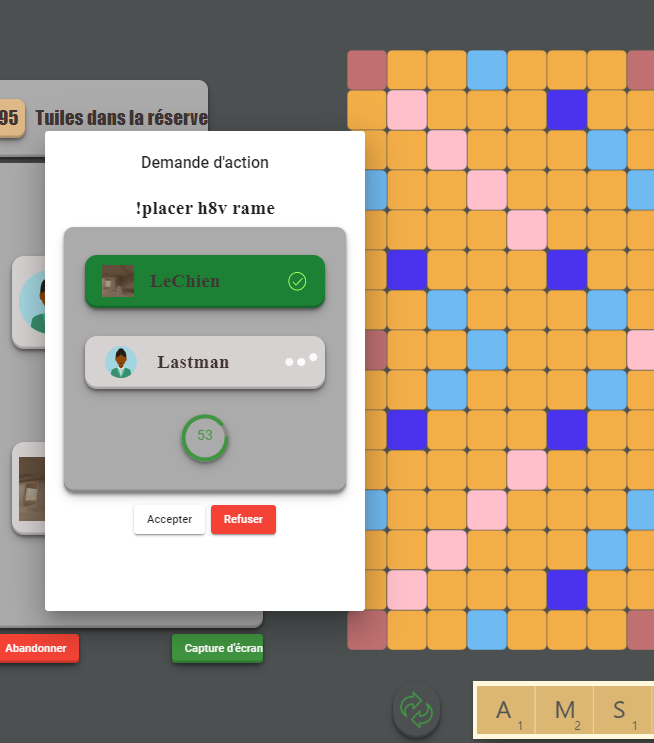 95 Tuiles dans la réserve
Demande d'action
!placer h8v rame
LeChien
Lastman
53
Accepter Refuser
Abandonner Capture d'écran
A 1 M 2 S 1